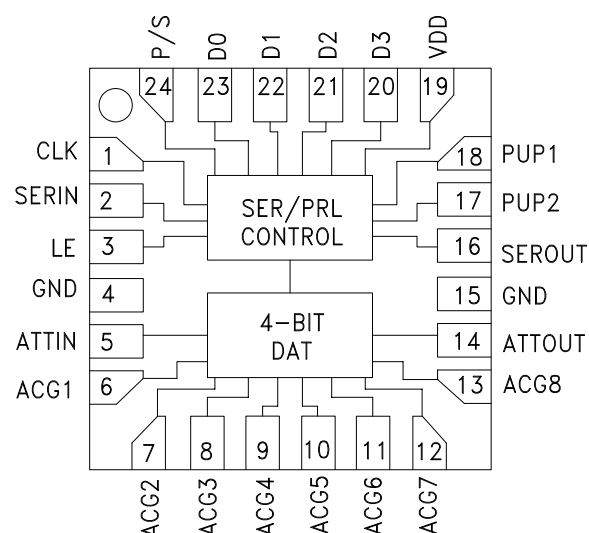 P/S D0 D1 D2 D3 VDD
24 23 22 21 20 19
CLK 1
18 PUP1
SERIN 2
17 PUP2
SER/PRL
CONTROL
LE 3
16 SEROUT
GND 4
15 GND
4-BIT
DAT
ATTIN 5
14 ATTOUT
ACG1 6
13 ACG8
7 8 9 10 11 12
ACG2 ACG3 ACG4 ACG5 ACG6 ACG7